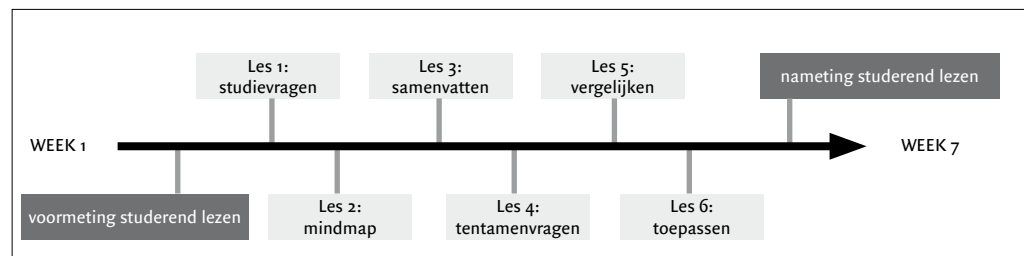 Les 1:
studievragen
Les 3:
samenvatten
Les 5:
vergelijken
nameting studerend lezen
WEEK 1
WEEK 7
voormeting studerend lezen
Les 2:
mindmap
Les 4:
tentamenvragen
Les 6:
toepassen